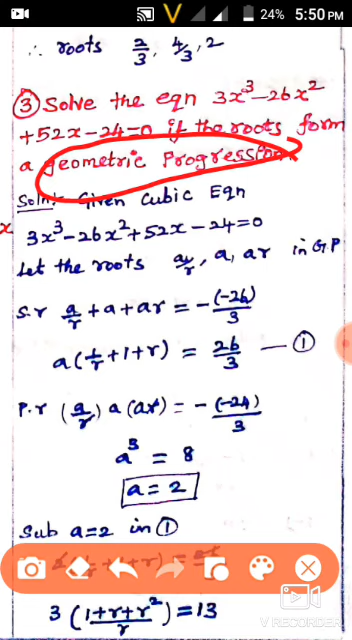 24% 5:50 PM
∴ roots 2/3, 4/3, 2
③ Solve the eqn 3x³-26x²
+52x-24=0 if the roots form
a Geometric Progression.
Soln: Given Cubic Eqn
x 3x³-26x²+52x-24=0
Let the roots a/r, a, ar in G.P
S.r a/r + a + ar = -(-26)/3
a(1/r + 1 + r) = 26/3 — ①
P.r (a/r) a (ar) = -(-24)/3
a³ = 8
a = 2
Sub a=2 in ①
3 (1+r+r²/r) = 13
V RECORDER